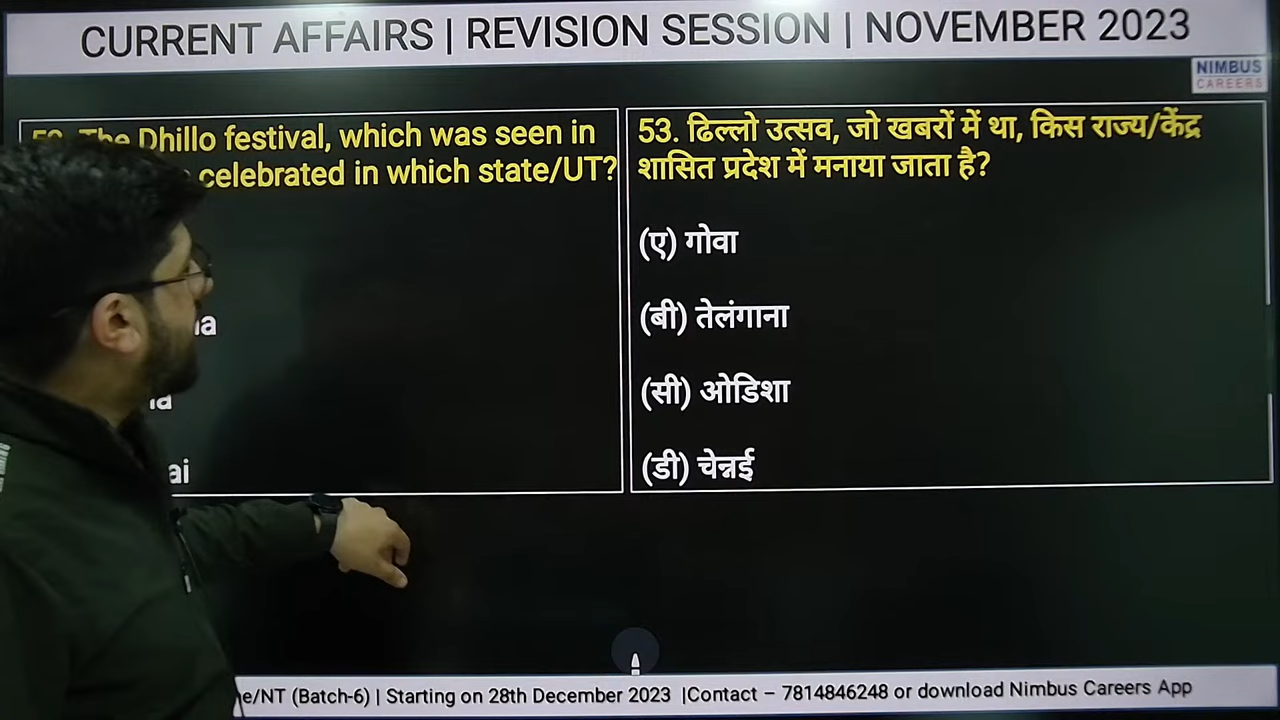 CURRENT AFFAIRS | REVISION SESSION | NOVEMBER 2023
NIMBUS
CAREERS
The Dhillo festival, which was seen in
celebrated in which state/UT?
53. ढिल्लो उत्सव, जो खबरों में था, किस राज्य/केंद्र
शासित प्रदेश में मनाया जाता है?
(ए) गोवा
(बी) तेलंगाना
(सी) ओडिशा
(डी) चेन्नई
e/NT (Batch-6) | Starting on 28th December 2023 |Contact – 7814846248 or download Nimbus Careers App